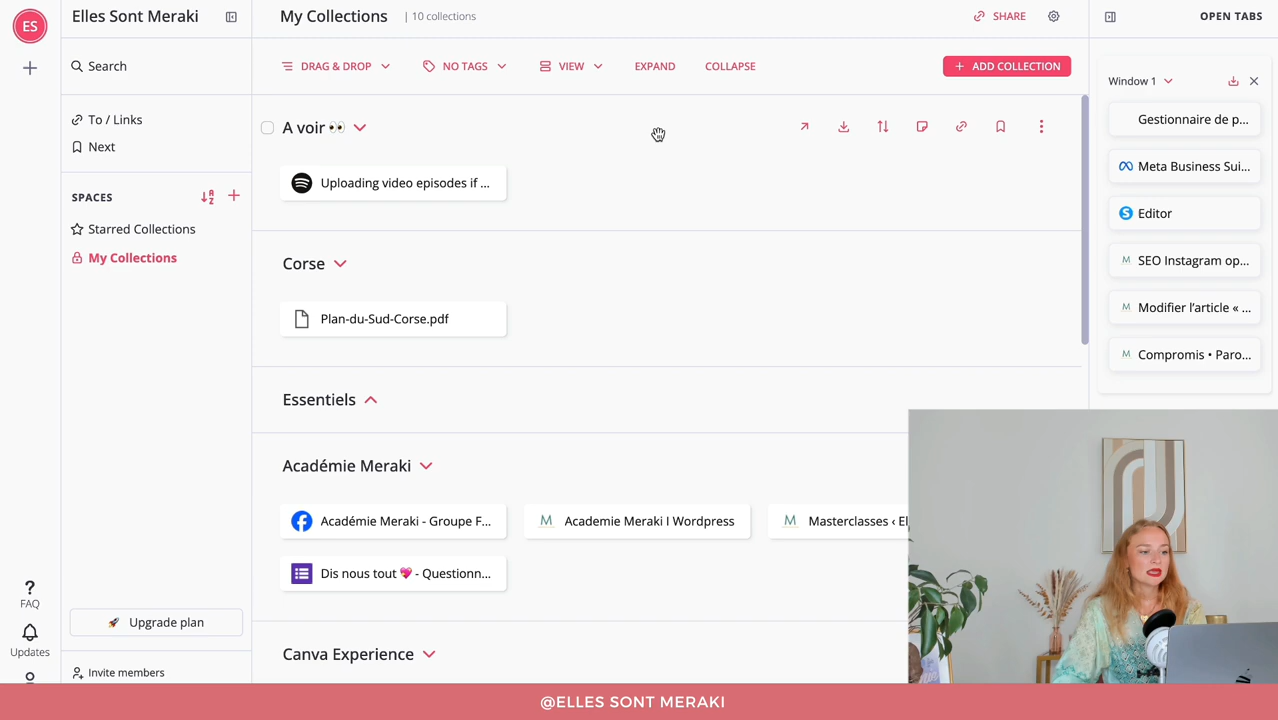 ES
Elles Sont Meraki
My Collections | 10 collections
SHARE
OPEN TABS
Search
DRAG & DROP
NO TAGS
VIEW
EXPAND
COLLAPSE
+ ADD COLLECTION
Window 1
To / Links
Next
SPACES
Starred Collections
My Collections
A voir 👀
Uploading video episodes if ...
Corse
Plan-du-Sud-Corse.pdf
Essentiels
Académie Meraki
Académie Meraki - Groupe F...
Academie Meraki I Wordpress
Masterclasses ‹ El
Dis nous tout 💖 - Questionn...
Canva Experience
Gestionnaire de p...
Meta Business Sui...
Editor
SEO Instagram op...
Modifier l'article « ...
Compromis • Paro...
FAQ
Updates
🚀 Upgrade plan
Invite members
@ELLES SONT MERAKI